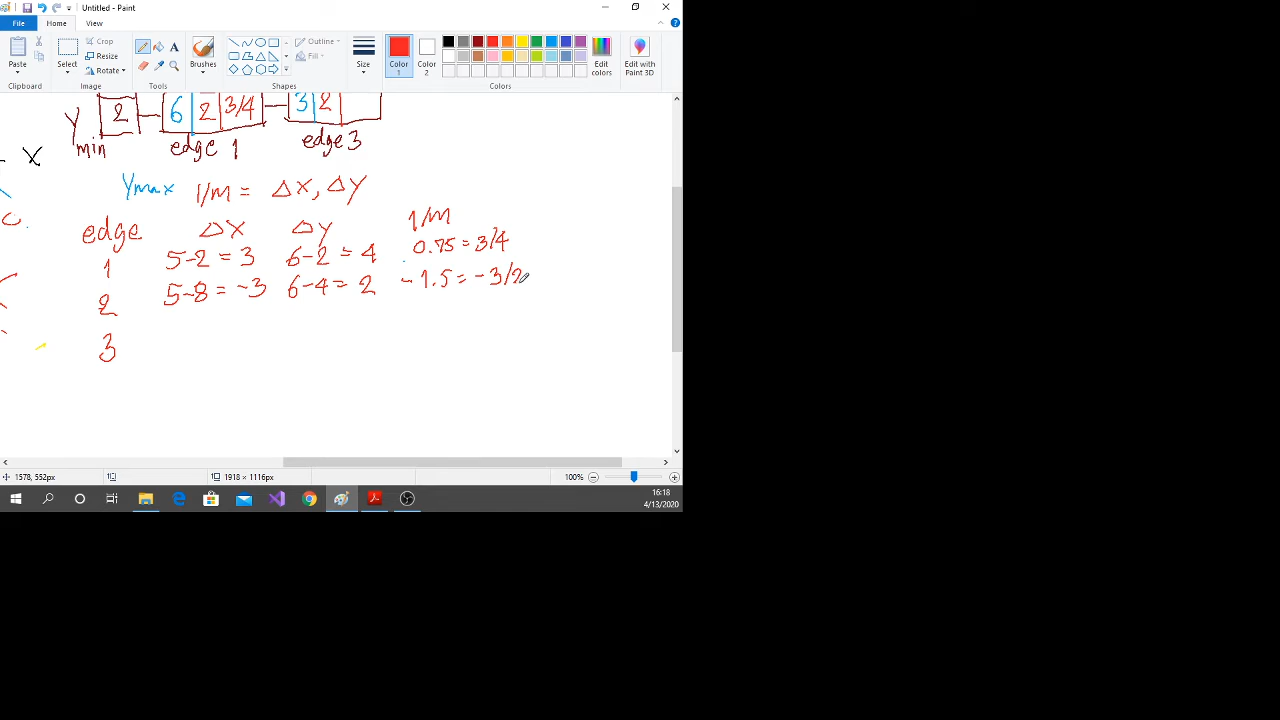 Untitled - Paint
File Home View
Paste
Select
Crop
Resize
Rotate
A
Brushes
Outline
Fill
Size
Color 1
Color 2
Edit colors
Edit with Paint 3D
Clipboard
Image
Tools
Shapes
Colors
Y min 2 6 2 3/4 3 2
edge 1 edge 3
X
Ymax 1/m = ΔX, ΔY
C.
edge ΔX ΔY 1/m
1 5-2 = 3 6-2 = 4 0.75 = 3/4
2 5-8 = -3 6-4 = 2 -1.5 = -3/2
3
1578, 552px
1918 × 1116px
100%
16:18
4/13/2020